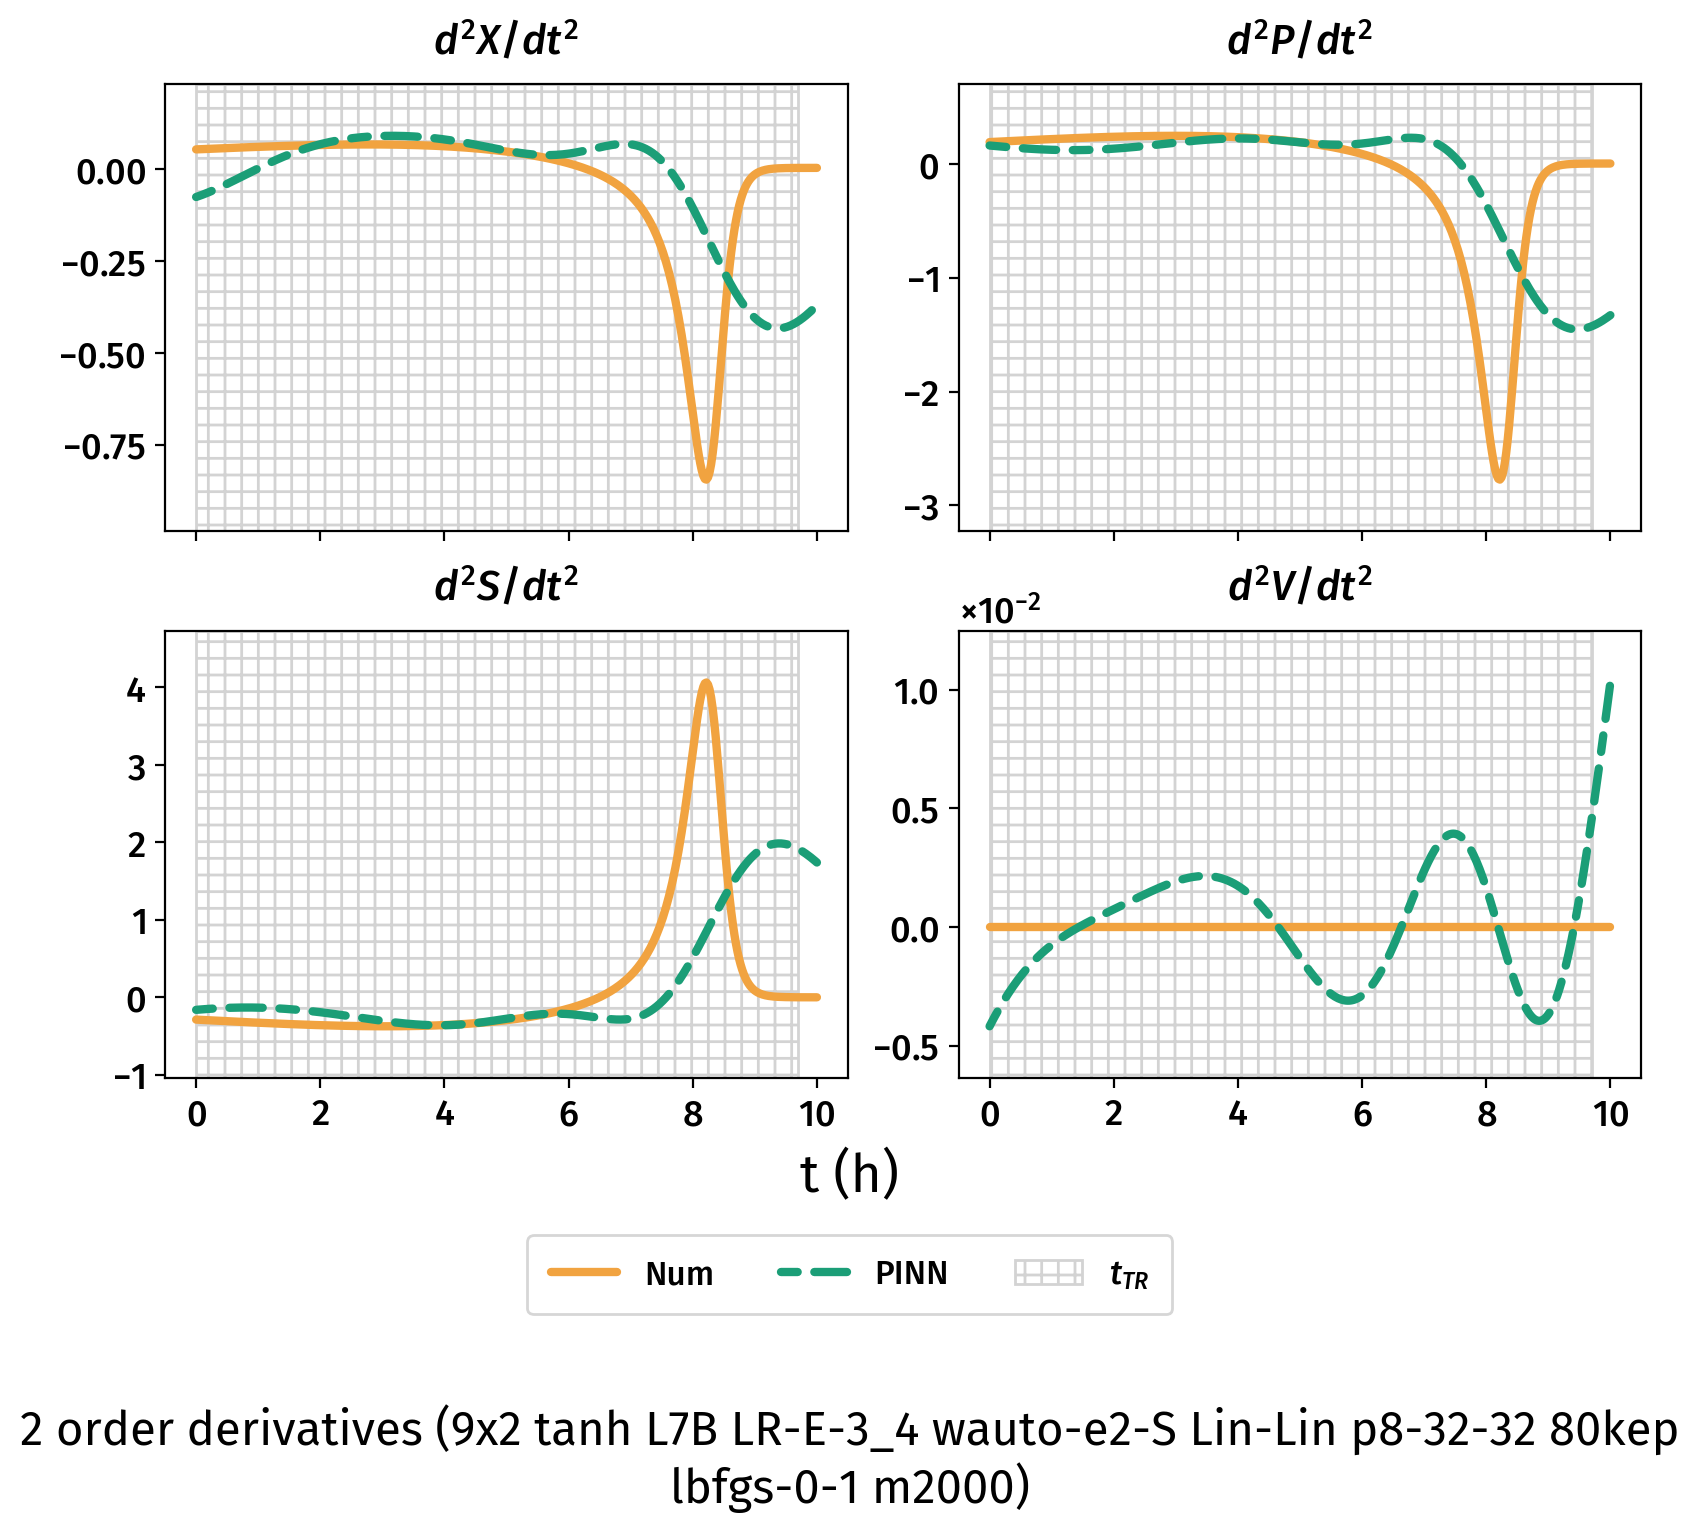 d²X/dt²
d²P/dt²
0.00
−0.25
−0.50
−0.75
0
−1
−2
−3
d²S/dt²
d²V/dt²
×10⁻²
4
3
2
1
0
−1
1.0
0.5
0.0
−0.5
0 2 4 6 8 10
0 2 4 6 8 10
t (h)
Num PINN t_TR
2 order derivatives (9x2 tanh L7B LR-E-3_4 wauto-e2-S Lin-Lin p8-32-32 80kep
lbfgs-0-1 m2000)